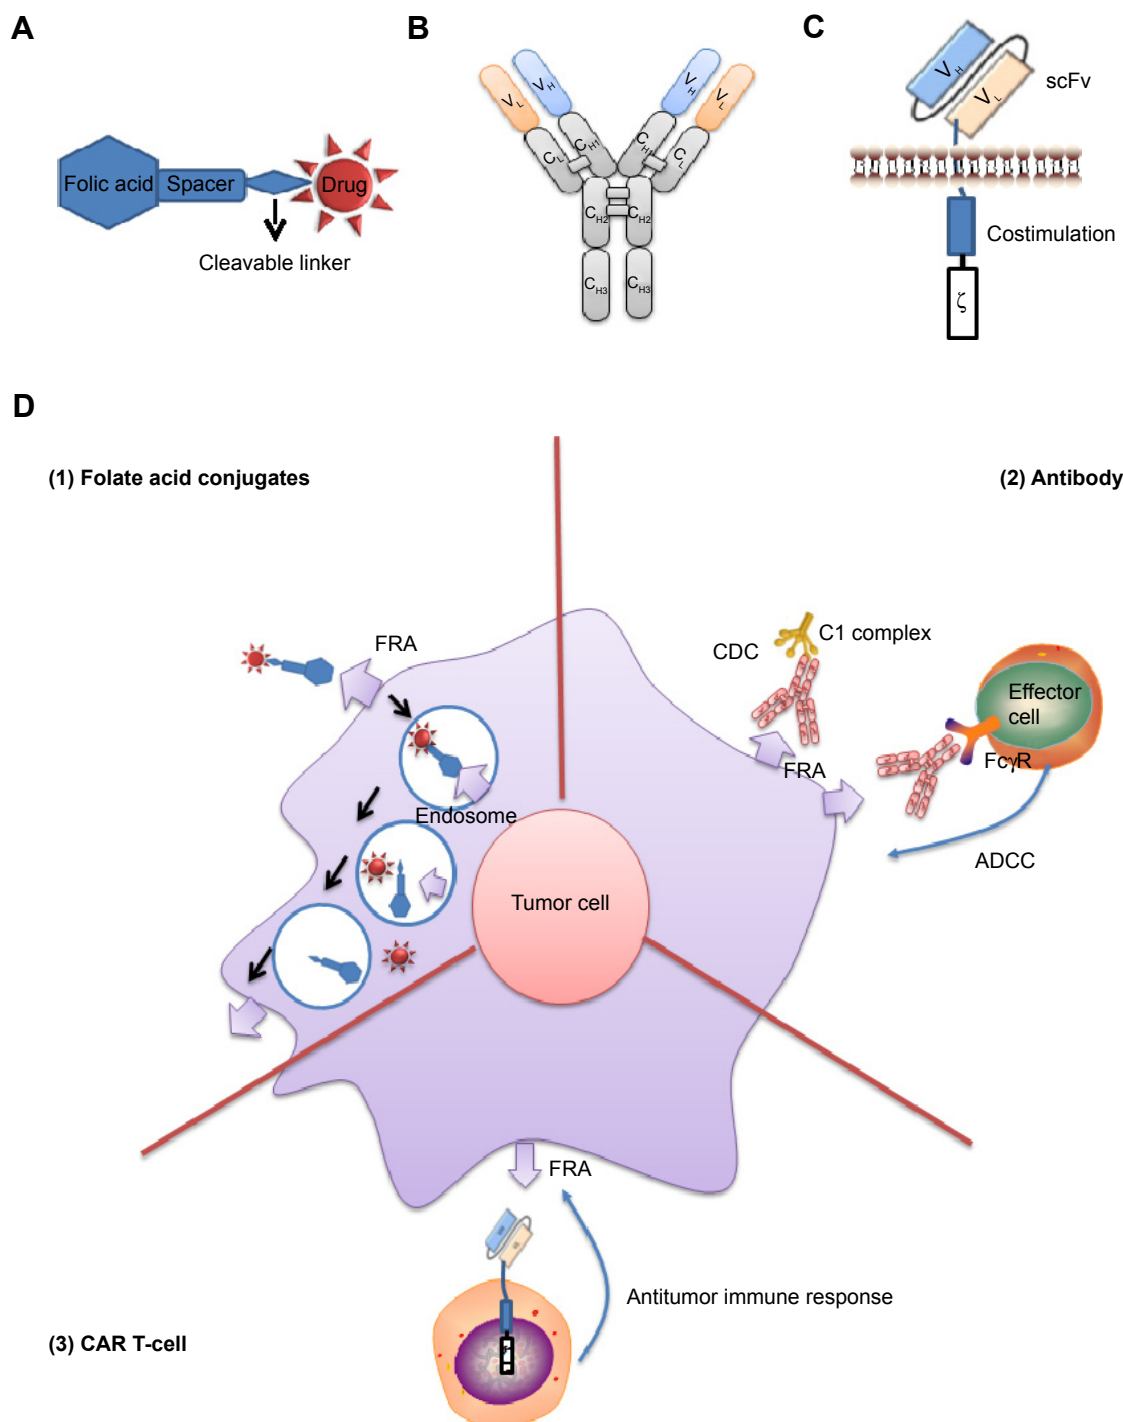 A
B
C
Folic acid
Spacer
Drug
Cleavable linker
VL
VH
VH
VL
CL
CH1
CH1
CL
CH2
CH2
CH3
CH3
VH
VL
scFv
Costimulation
ζ
D
(1) Folate acid conjugates
(2) Antibody
FRA
Endosome
CDC
C1 complex
FRA
Effector
cell
FcγR
ADCC
Tumor cell
FRA
Antitumor immune response
(3) CAR T-cell